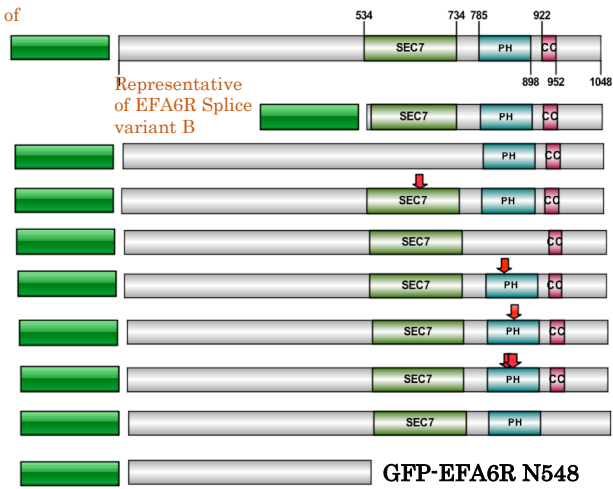 of
534 734 785 922
SEC7 PH CC
898 952 1048
Representative
of EFA6R Splice
variant B
SEC7 PH CC
PH CC
SEC7 PH CC
SEC7 CC
SEC7 PH CC
SEC7 PH CC
SEC7 PH CC
SEC7 PH
GFP-EFA6R N548